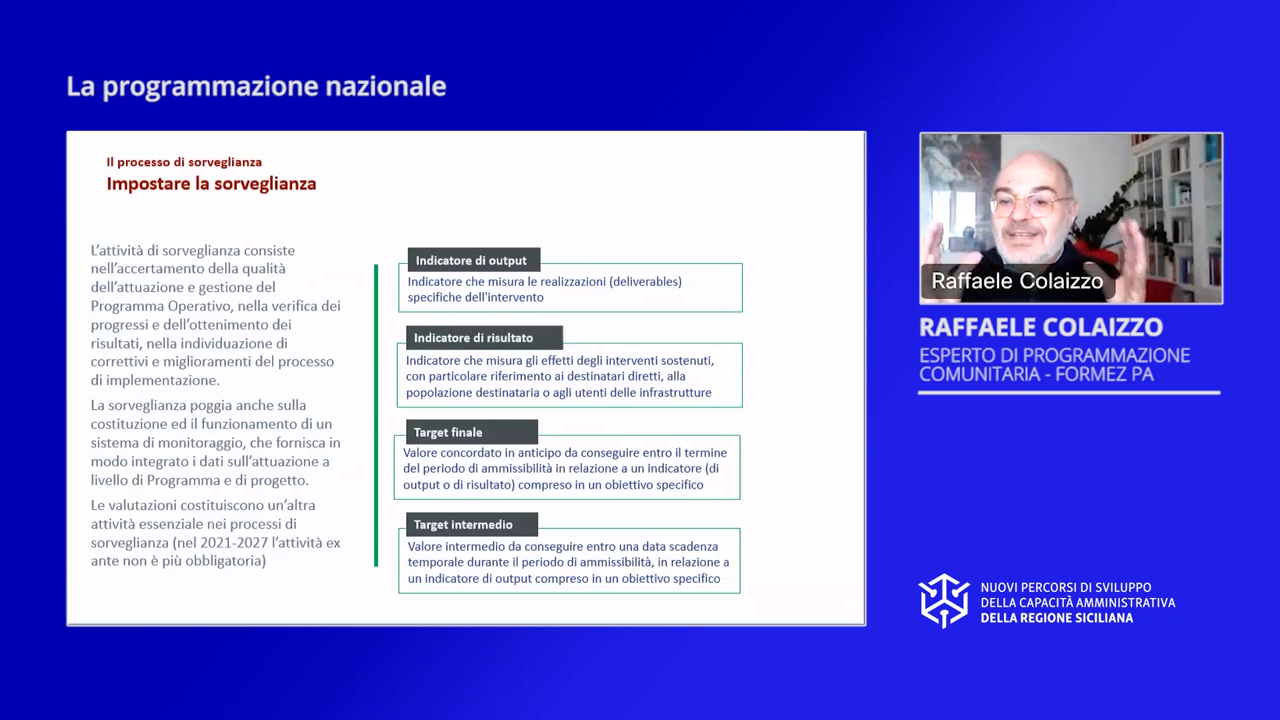 La programmazione nazionale
Il processo di sorveglianza
Impostare la sorveglianza
L'attività di sorveglianza consiste
nell'accertamento della qualità
dell'attuazione e gestione del
Programma Operativo, nella verifica dei
progressi e dell'ottenimento dei
risultati, nella individuazione di
correttivi e miglioramenti del processo
di implementazione.
La sorveglianza poggia anche sulla
costituzione ed il funzionamento di un
sistema di monitoraggio, che fornisca in
modo integrato i dati sull'attuazione a
livello di Programma e di progetto.
Le valutazioni costituiscono un'altra
attività essenziale nei processi di
sorveglianza (nel 2021-2027 l'attività ex
ante non è più obbligatoria)
Indicatore di output
Indicatore che misura le realizzazioni (deliverables)
specifiche dell'intervento
Indicatore di risultato
Indicatore che misura gli effetti degli interventi sostenuti,
con particolare riferimento ai destinatari diretti, alla
popolazione destinataria o agli utenti delle infrastrutture
Target finale
Valore concordato in anticipo da conseguire entro il termine
del periodo di ammissibilità in relazione a un indicatore (di
output o di risultato) compreso in un obiettivo specifico
Target intermedio
Valore intermedio da conseguire entro una data scadenza
temporale durante il periodo di ammissibilità, in relazione a
un indicatore di output compreso in un obiettivo specifico
Raffaele Colaizzo
RAFFAELE COLAIZZO
ESPERTO DI PROGRAMMAZIONE
COMUNITARIA - FORMEZ PA
NUOVI PERCORSI DI SVILUPPO
DELLA CAPACITÀ AMMINISTRATIVA
DELLA REGIONE SICILIANA